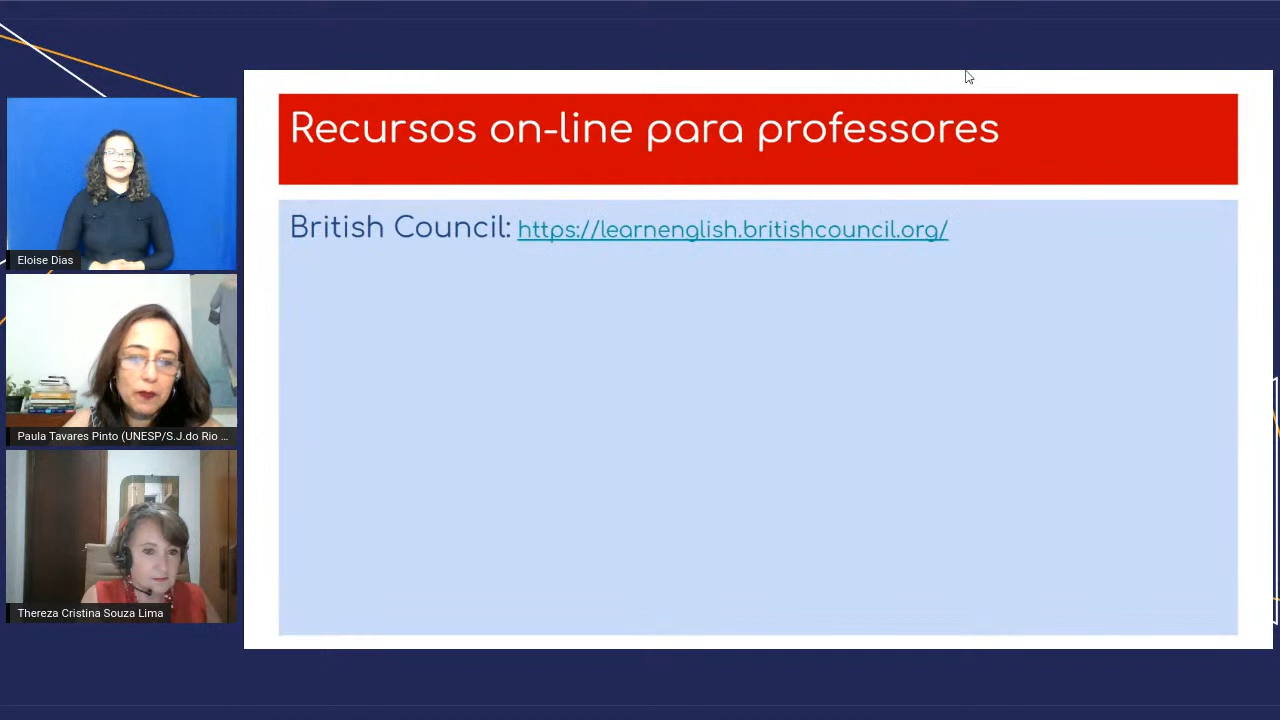 Recursos on-line para professores
British Council: https://learnenglish.britishcouncil.org/
Eloise Dias
Paula Tavares Pinto (UNESP/S.J.do Rio ...
Thereza Cristina Souza Lima